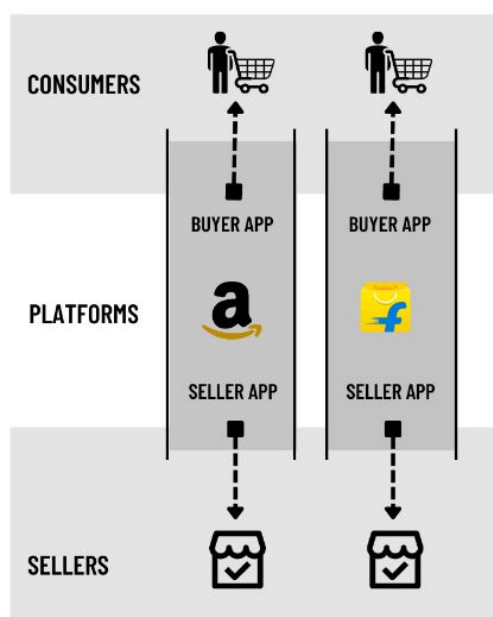 CONSUMERS
BUYER APP BUYER APP
PLATFORMS
a
f
SELLER APP SELLER APP
SELLERS